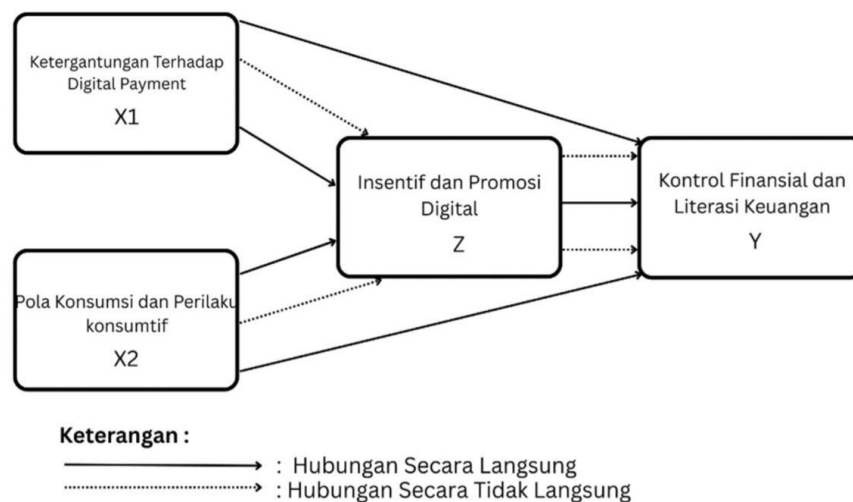 Ketergantungan Terhadap
Digital Payment
X1
Insentif dan Promosi
Digital
Z
Kontrol Finansial dan
Literasi Keuangan
Y
Pola Konsumsi dan Perilaku
konsumtif
X2
Keterangan :
: Hubungan Secara Langsung
: Hubungan Secara Tidak Langsung